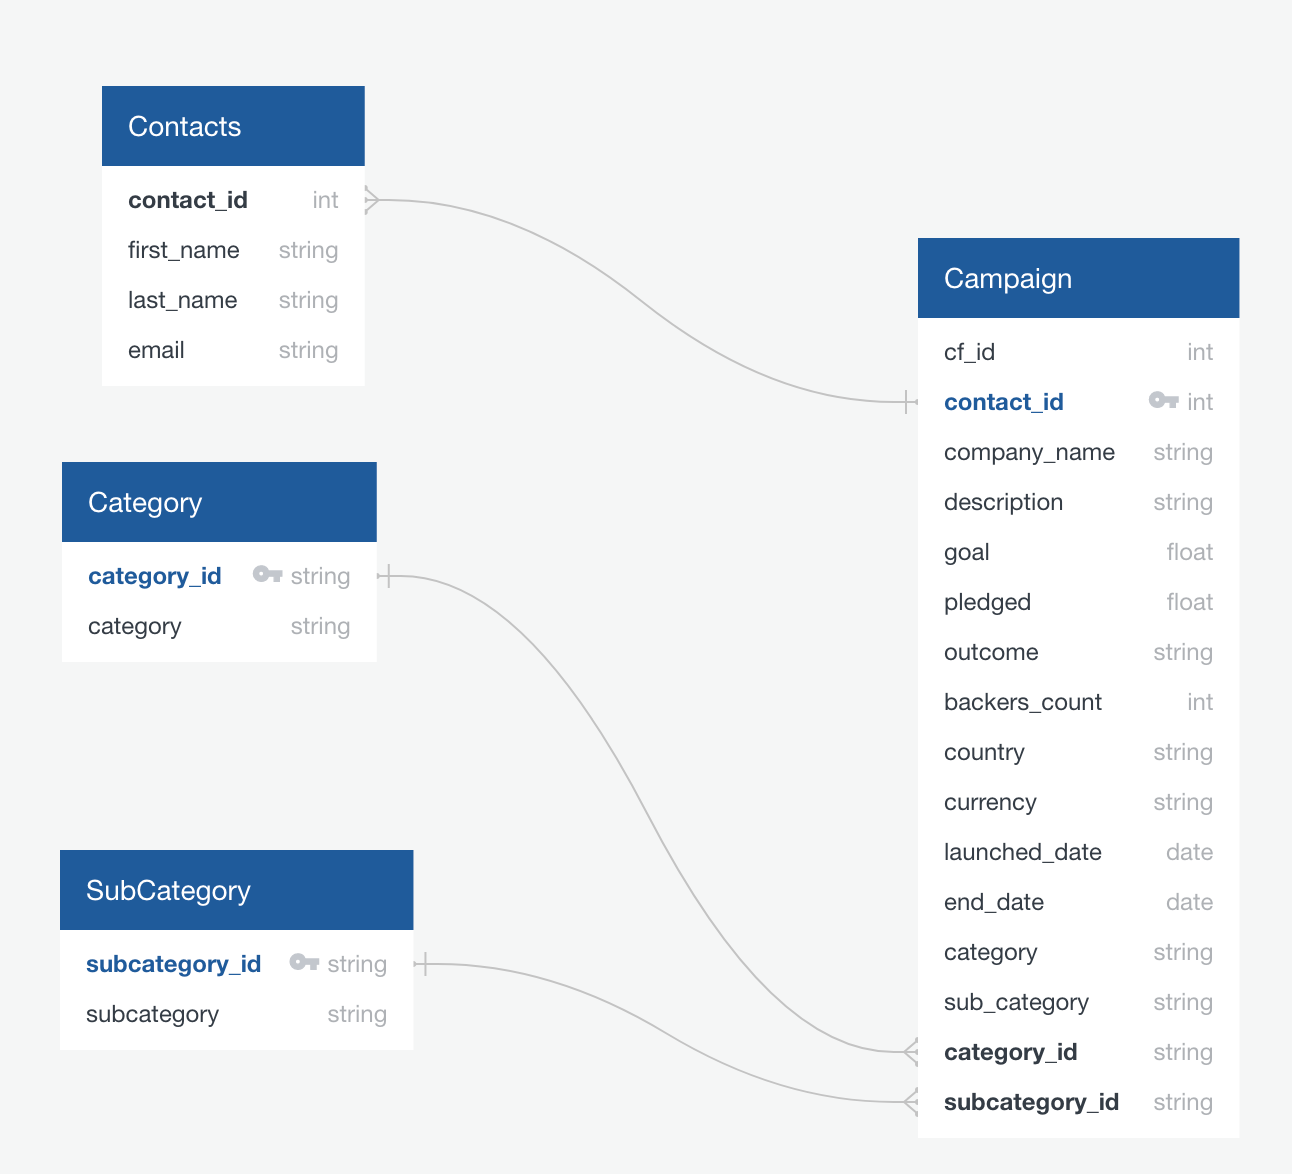 Contacts
contact_id int
first_name string
last_name string
email string
Category
category_id string
category string
SubCategory
subcategory_id string
subcategory string
Campaign
cf_id int
contact_id int
company_name string
description string
goal float
pledged float
outcome string
backers_count int
country string
currency string
launched_date date
end_date date
category string
sub_category string
category_id string
subcategory_id string